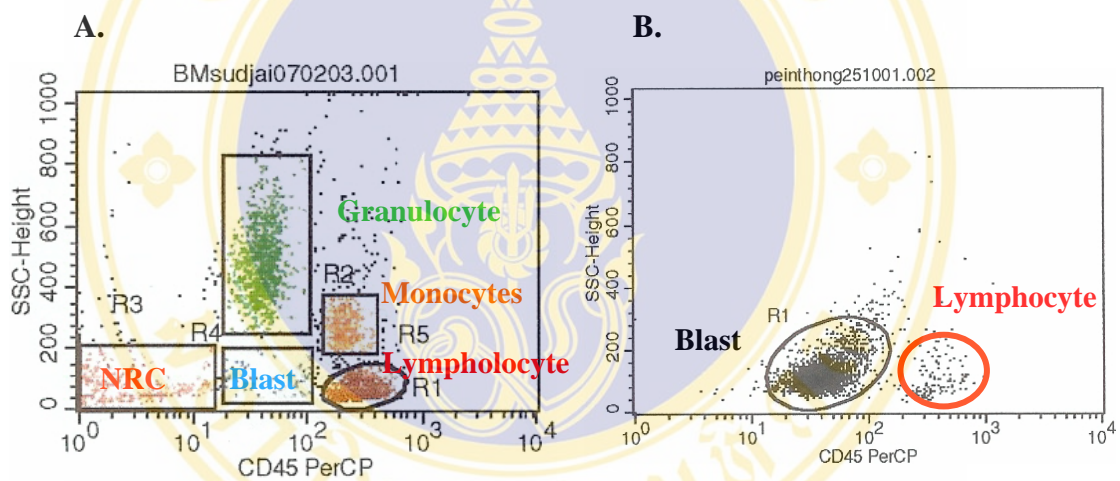 A.
BMsudjai070203.001
1000
800
600
400
200
0
SSC-Height
Granulocyte
R2
Monocytes
R3
R4
R5
Lympholocyte
NRC
Blast
R1
10^0
10^1
10^2
10^3
10^4
CD45 PerCP
B.
peinthong251001.002
1000
800
600
400
200
0
SSC-Height
Lymphocyte
R1
Blast
10^0
10^1
10^2
10^3
10^4
CD45 PerCP